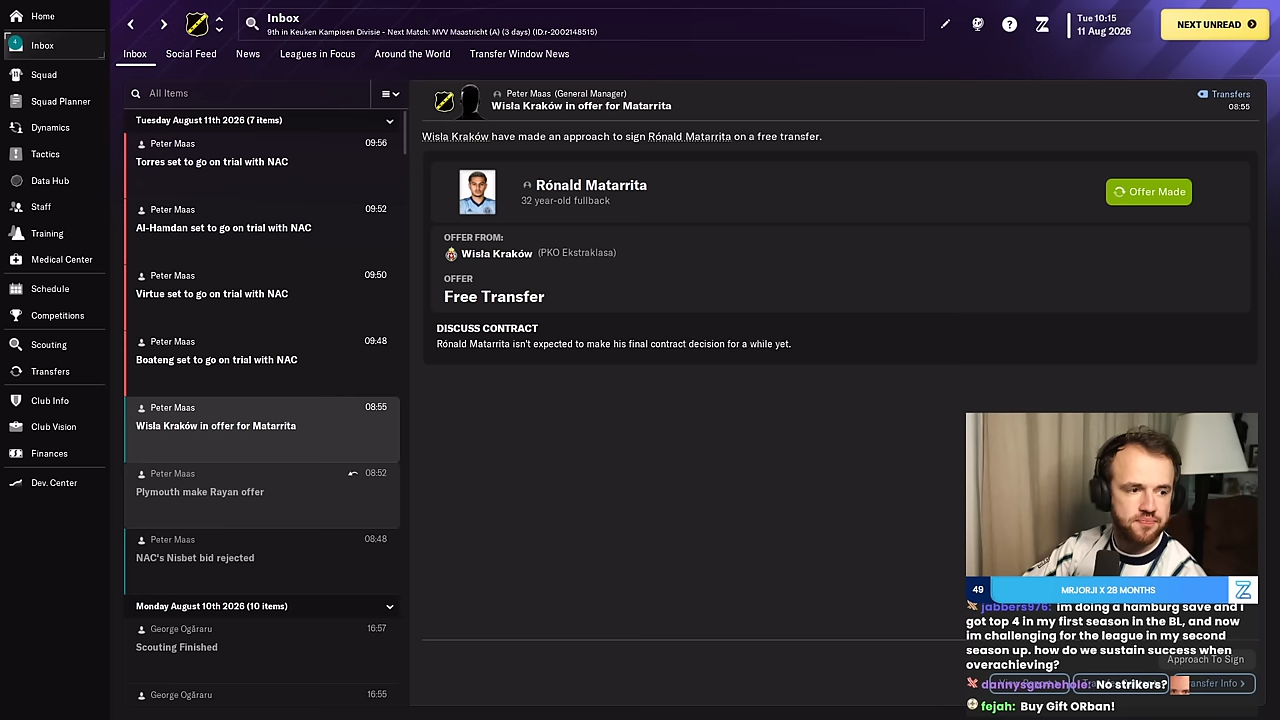 Home
Inbox
4
Squad
Squad Planner
Dynamics
Tactics
Data Hub
Staff
Training
Medical Center
Schedule
Competitions
Scouting
Transfers
Club Info
Club Vision
Finances
Dev. Center
Inbox
9th in Keuken Kampioen Divisie - Next Match: MVV Maastricht (A) (3 days) (ID:r-2002148515)
Tue 10:15
11 Aug 2026
NEXT UNREAD
Inbox
Social Feed
News
Leagues in Focus
Around the World
Transfer Window News
All Items
Tuesday August 11th 2026 (7 items)
Peter Maas
09:56
Torres set to go on trial with NAC
Peter Maas
09:52
Al-Hamdan set to go on trial with NAC
Peter Maas
09:50
Virtue set to go on trial with NAC
Peter Maas
09:48
Boateng set to go on trial with NAC
Peter Maas
08:55
Wisła Kraków in offer for Matarrita
Peter Maas
08:52
Plymouth make Rayan offer
Peter Maas
08:48
NAC's Nisbet bid rejected
Monday August 10th 2026 (10 items)
George Ogăraru
16:57
Scouting Finished
George Ogăraru
16:55
Peter Maas (General Manager)
Wisła Kraków in offer for Matarrita
Transfers
08:55
Wisła Kraków have made an approach to sign Rónald Matarrita on a free transfer.
Rónald Matarrita
32 year-old fullback
Offer Made
OFFER FROM:
Wisła Kraków (PKO Ekstraklasa)
OFFER
Free Transfer
DISCUSS CONTRACT
Rónald Matarrita isn't expected to make his final contract decision for a while yet.
49
MRJORJI X 28 MONTHS
jabbers976: Im doing a hamburg save and i
got top 4 in my first season in the BL, and now
im challenging for the league in my second
season up. how do we sustain success when
overachieving?
Approach To Sign
dannysgamehole: No strikers?
Transfer Info
fejah: Buy Gift ORban!